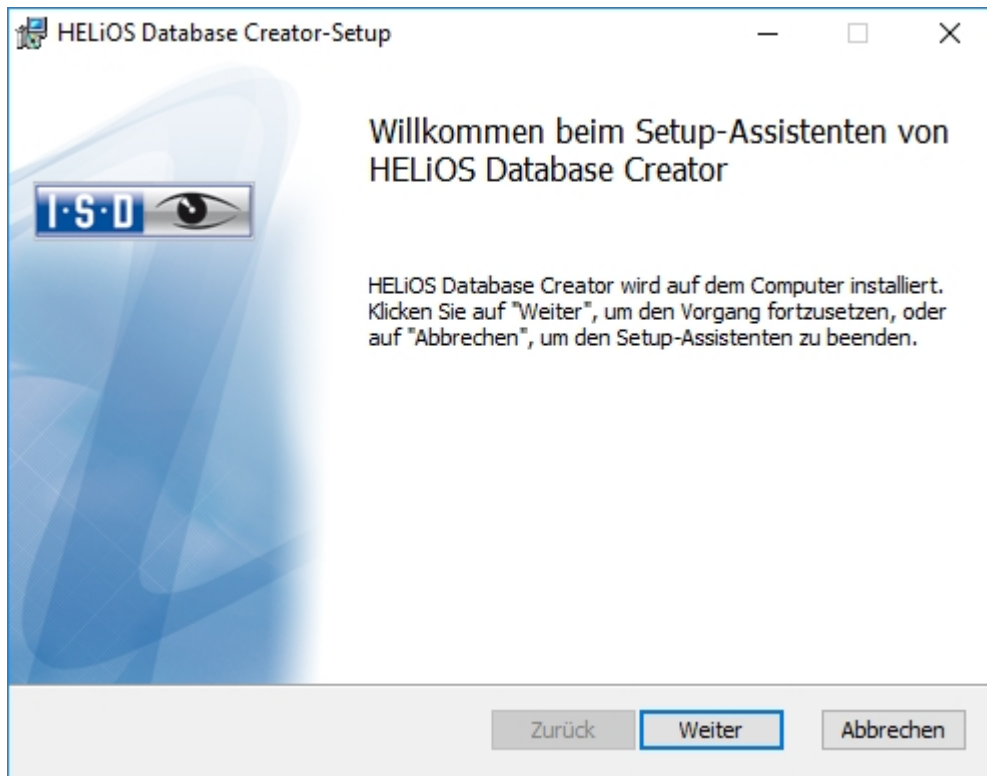 HELiOS Database Creator-Setup
Willkommen beim Setup-Assistenten von
HELiOS Database Creator
I·S·D
HELiOS Database Creator wird auf dem Computer installiert.
Klicken Sie auf "Weiter", um den Vorgang fortzusetzen, oder
auf "Abbrechen", um den Setup-Assistenten zu beenden.
Zurück Weiter Abbrechen